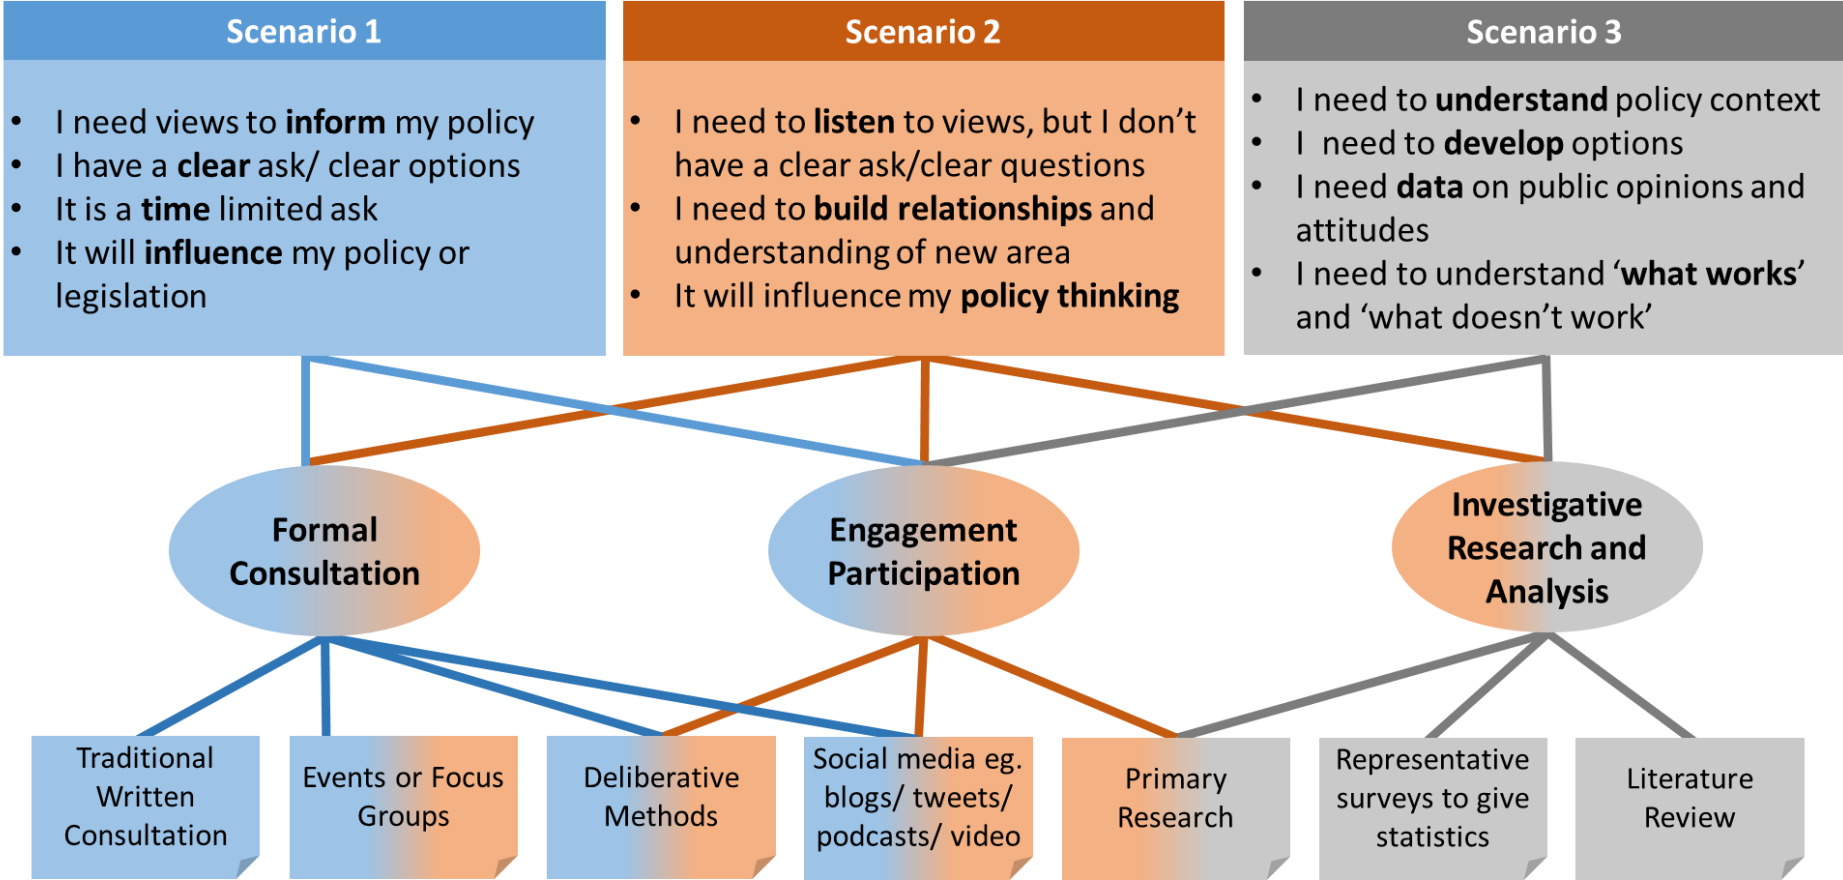 Scenario 1
• I need views to inform my policy
• I have a clear ask/ clear options
• It is a time limited ask
• It will influence my policy or
legislation
Scenario 2
• I need to listen to views, but I don’t
have a clear ask/clear questions
• I need to build relationships and
understanding of new area
• It will influence my policy thinking
Scenario 3
• I need to understand policy context
• I need to develop options
• I need data on public opinions and
attitudes
• I need to understand ‘what works’
and ‘what doesn’t work’
Formal
Consultation
Engagement
Participation
Investigative
Research and
Analysis
Traditional
Written
Consultation
Events or Focus
Groups
Deliberative
Methods
Social media eg.
blogs/ tweets/
podcasts/ video
Primary
Research
Representative
surveys to give
statistics
Literature
Review